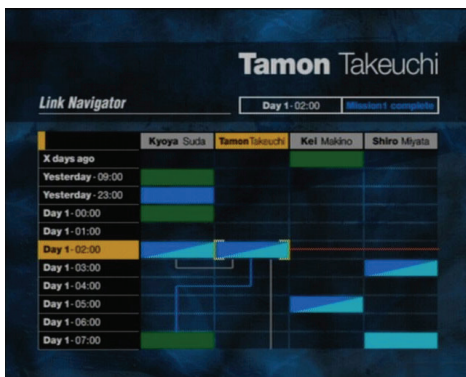 Tamon Takeuchi
Link Navigator
Day 1-02:00 Mission1 complete
Kyoya Suda TamonTakeuchi Kei Makino Shiro Miyata
X days ago
Yesterday-09:00
Yesterday-23:00
Day 1-00:00
Day 1-01:00
Day 1-02:00
Day 1-03:00
Day 1-04:00
Day 1-05:00
Day 1-06:00
Day 1-07:00